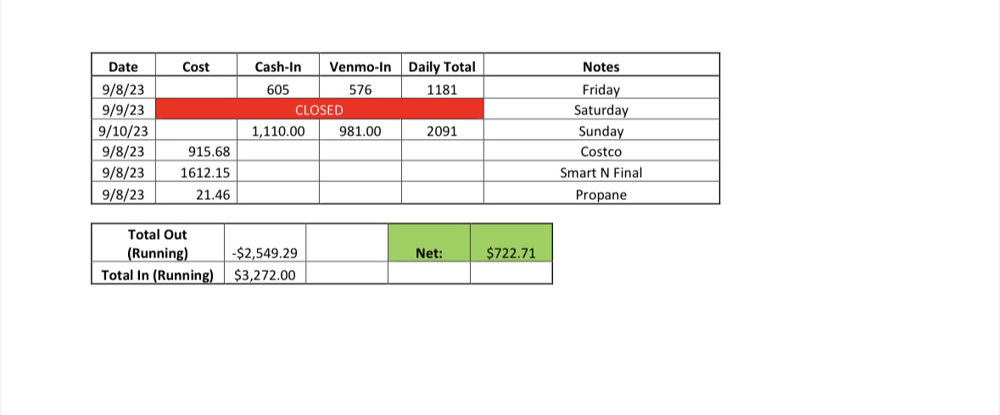 Date Cost Cash-In Venmo-In Daily Total Notes
9/8/23 605 576 1181 Friday
9/9/23 CLOSED Saturday
9/10/23 1,110.00 981.00 2091 Sunday
9/8/23 915.68 Costco
9/8/23 1612.15 Smart N Final
9/8/23 21.46 Propane
Total Out
(Running) -$2,549.29 Net: $722.71
Total In (Running) $3,272.00